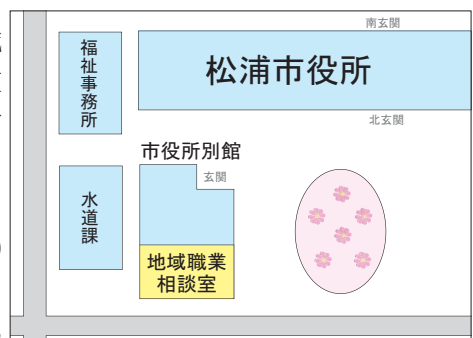 南玄関
福祉事務所
松浦市役所
北玄関
市役所別館
玄関
水道課
地域職業
相談室